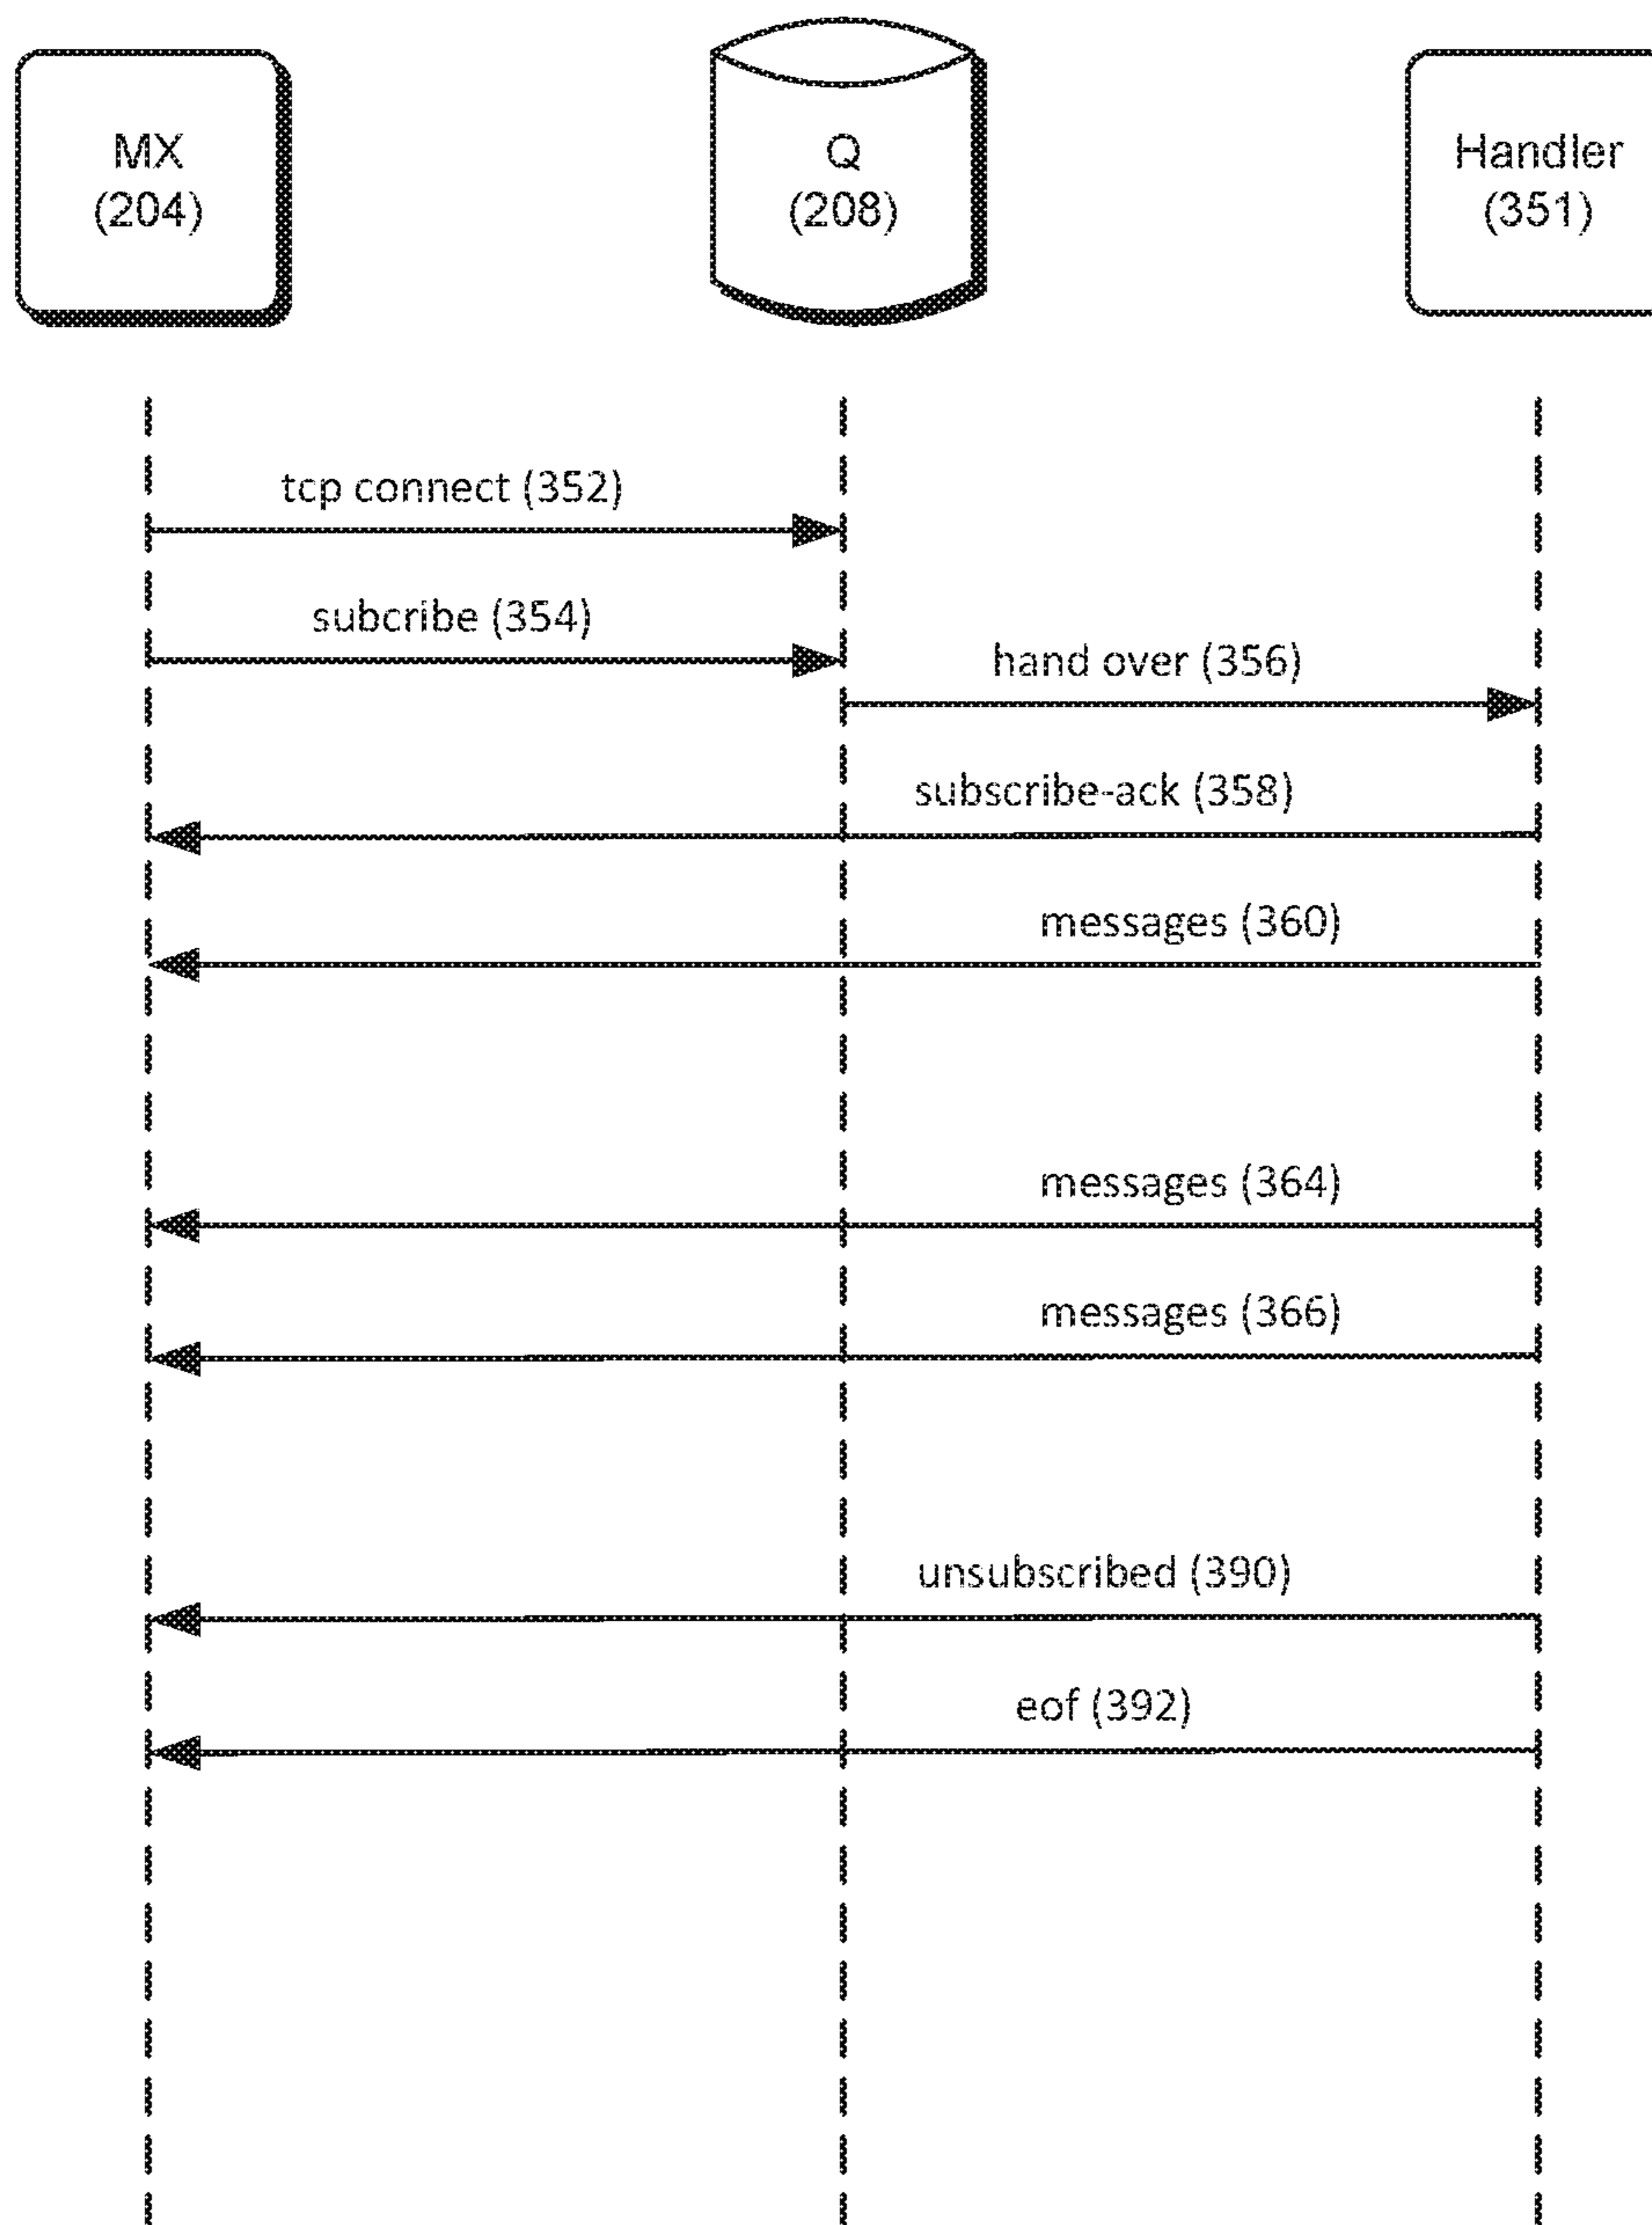 MX
(204)
Q
(208)
Handler
(351)
tcp connect (352)
subcribe (354)
hand over (356)
subscribe-ack (358)
messages (360)
messages (364)
messages (366)
unsubscribed (390)
eof (392)